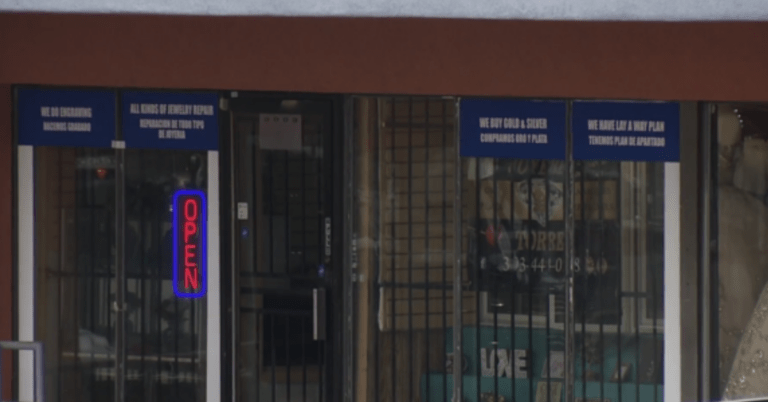 WE DO ENGRAVING
HACEMOS GRABADO
ALL KINDS OF JEWELRY REPAIR
REPARACION DE TODO TIPO
DE JOYERIA
WE BUY GOLD & SILVER
COMPRAMOS ORO Y PLATA
WE HAVE LAY A WAY PLAN
TENEMOS PLAN DE APARTADO
OPEN
TORRE